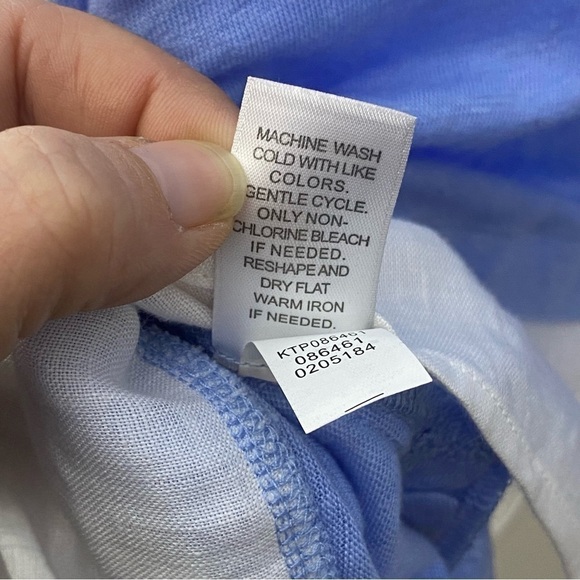 MACHINE WASH
COLD WITH LIKE
COLORS.
GENTLE CYCLE.
ONLY NON-
CHLORINE BLEACH
IF NEEDED.
RESHAPE AND
DRY FLAT
WARM IRON
IF NEEDED.
KTP086461
086461
0205184